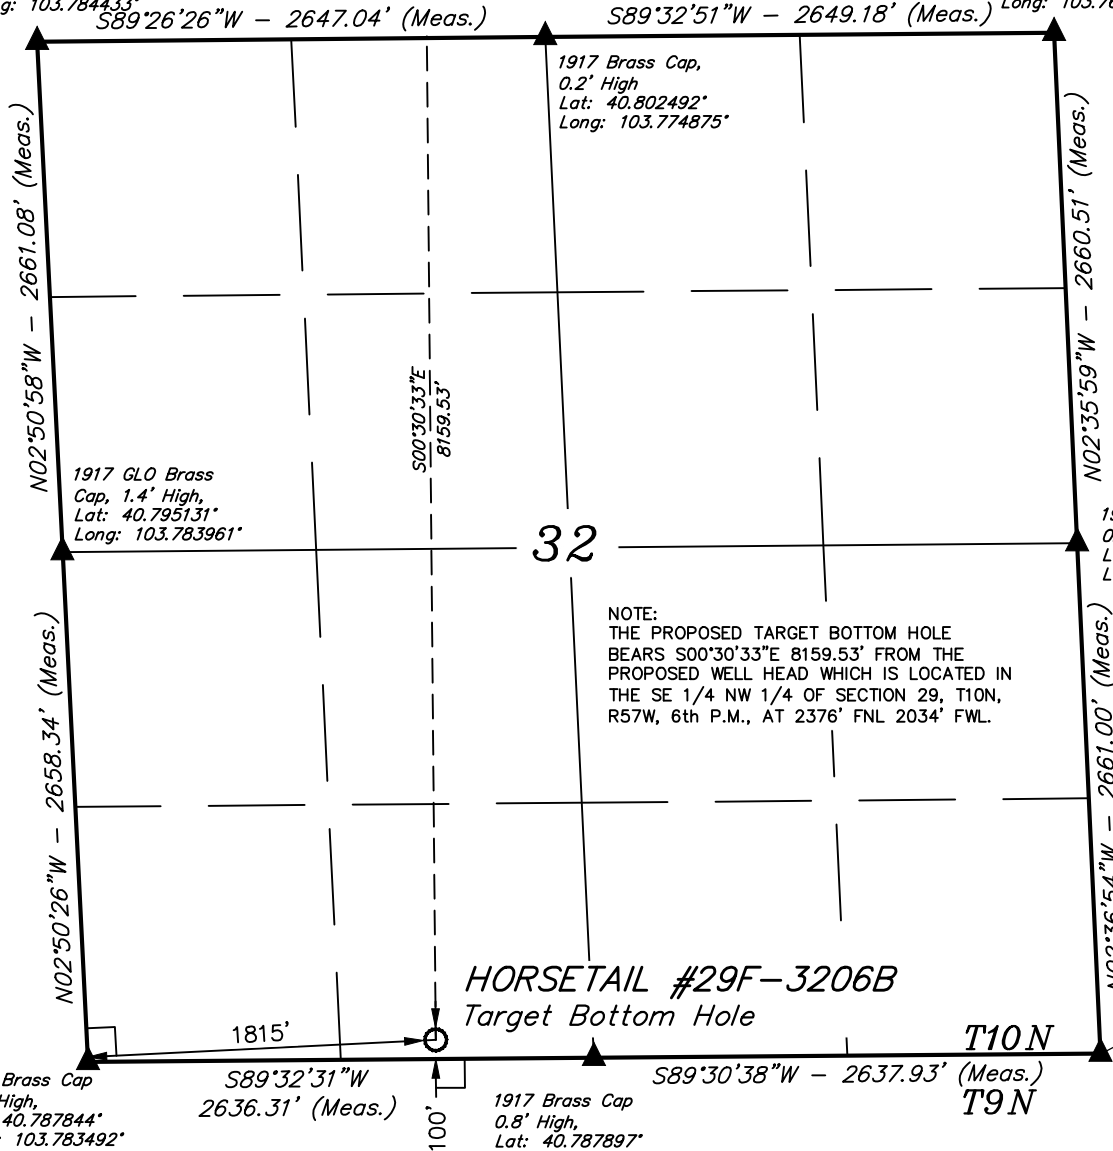 103.784433°
S89°26'26"W - 2647.04' (Meas.)
S89°32'51"W - 2649.18' (Meas.)
Long:
1917 Brass Cap,
0.2' High
Lat: 40.802492°
Long: 103.774875°
N02°50'58"W - 2661.08' (Meas.)
N02°35'59"W - 2660.51' (Meas.)
S00°30'33"E
8159.53'
1917 GLO Brass
Cap, 1.4' High,
Lat: 40.795131°
Long: 103.783961°
32
NOTE:
THE PROPOSED TARGET BOTTOM HOLE
BEARS S00°30'33"E 8159.53' FROM THE
PROPOSED WELL HEAD WHICH IS LOCATED IN
THE SE 1/4 NW 1/4 OF SECTION 29, T10N,
R57W, 6th P.M., AT 2376' FNL 2034' FWL.
N02°50'26"W - 2658.34' (Meas.)
N02°36'54"W - 2661.00' (Meas.)
HORSETAIL #29F-3206B
Target Bottom Hole
1815'
T10N
T9N
S89°32'31"W
2636.31' (Meas.)
S89°30'38"W - 2637.93' (Meas.)
100'
Brass Cap
High,
40.787844°
103.783492°
1917 Brass Cap
0.8' High,
Lat: 40.787897°